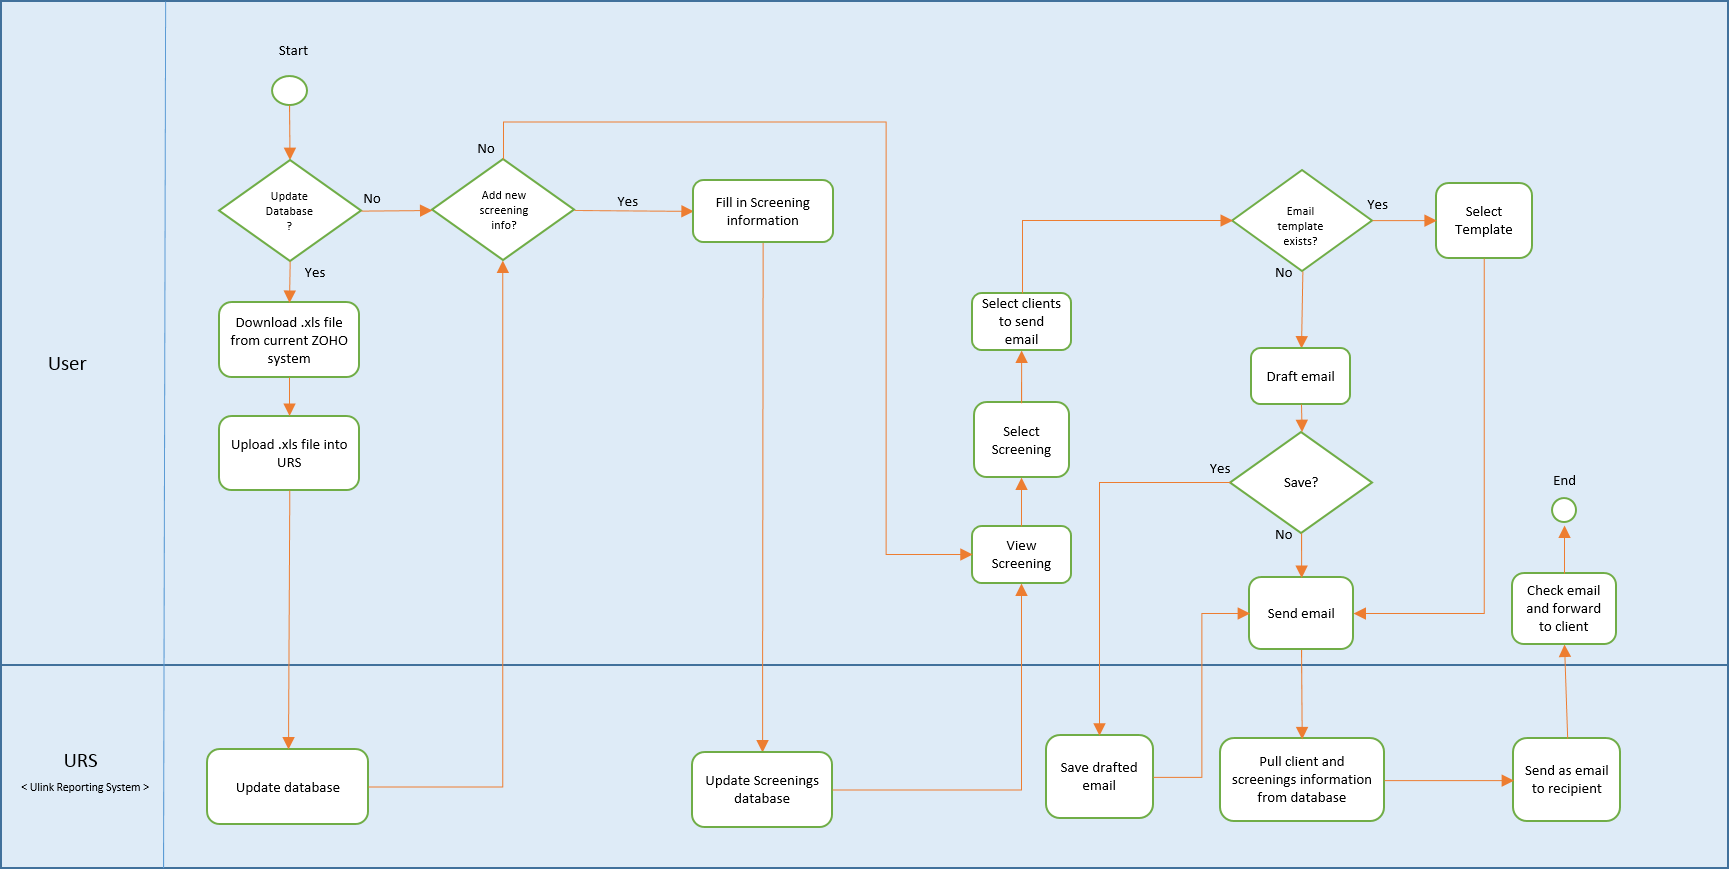 Start
Update
Database
?
No
Yes
Download .xls file
from current ZOHO
system
Upload .xls file into
URS
No
Add new
screening
info?
Yes
Fill in Screening
information
View
Screening
Select
Screening
Select clients
to send
email
Email
template
exists?
Yes
Select
Template
No
Draft email
Save?
Yes
No
Send email
End
Check email
and forward
to client
User
URS
< Ulink Reporting System >
Update database
Update Screenings
database
Save drafted
email
Pull client and
screenings information
from database
Send as email
to recipient